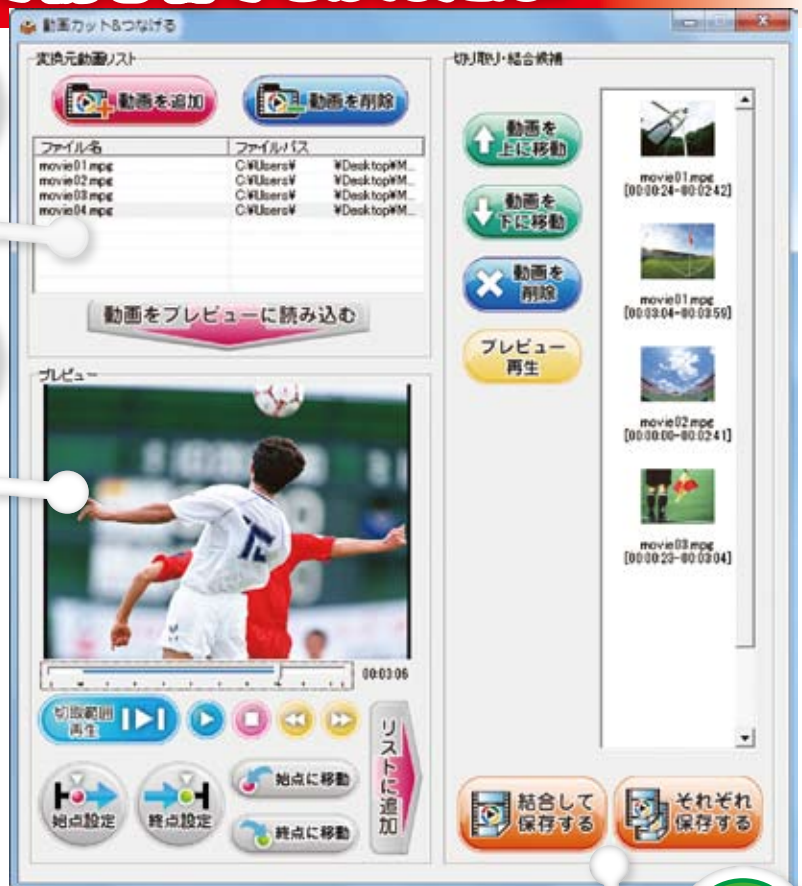 動画カット&つなげる
変換元動画リスト
動画を追加
動画を削除
ファイル名 ファイルパス
movie01.mpg C:¥Users¥ ¥Desktop¥M...
movie02.mpg C:¥Users¥ ¥Desktop¥M...
movie03.mpg C:¥Users¥ ¥Desktop¥M...
movie04.mpg C:¥Users¥ ¥Desktop¥M...
動画をプレビューに読み込む
プレビュー
15
00:03:06
切取範囲
再生
始点設定
終点設定
始点に移動
終点に移動
リストに追加
切り取り・結合候補
動画を
上に移動
動画を
下に移動
動画を
削除
プレビュー
再生
movie01.mpg
[00:00:24-00:02:42]
movie01.mpg
[00:03:04-00:03:59]
movie02.mpg
[00:00:00-00:02:41]
movie03.mpg
[00:00:23-00:03:04]
結合して
保存する
それぞれ
保存する